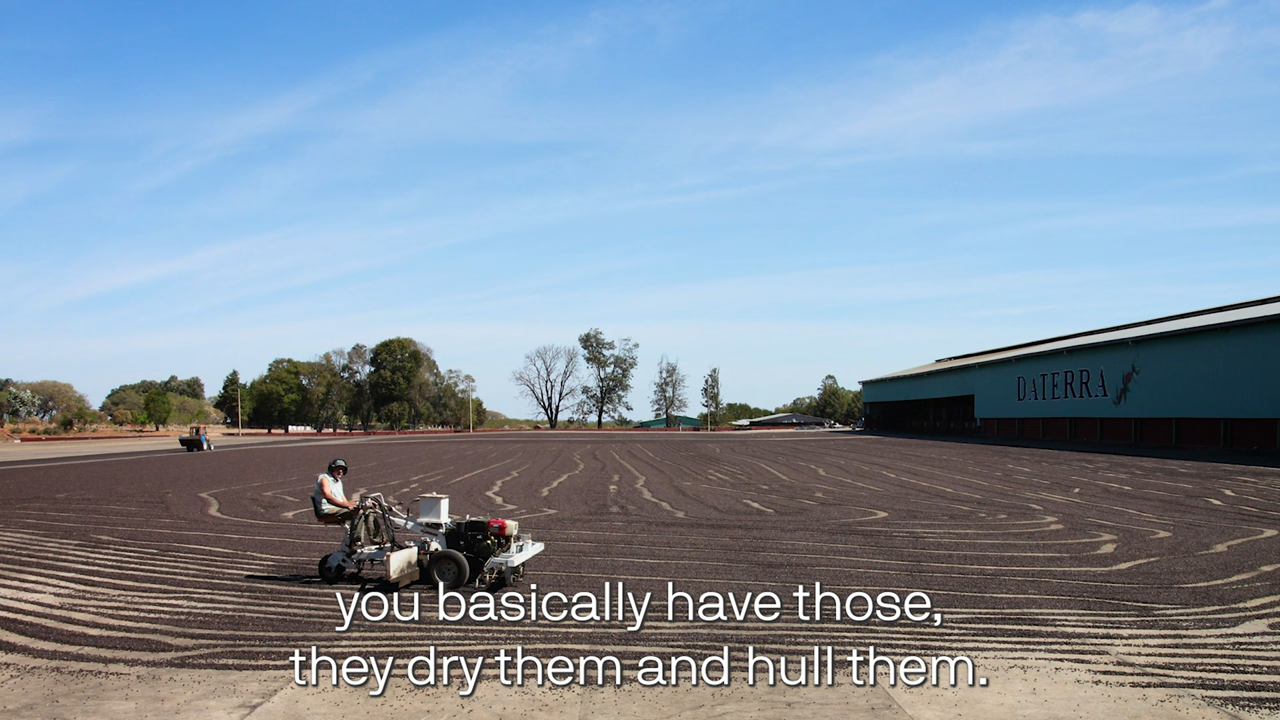 DATERRA
you basically have those,
they dry them and hull them.